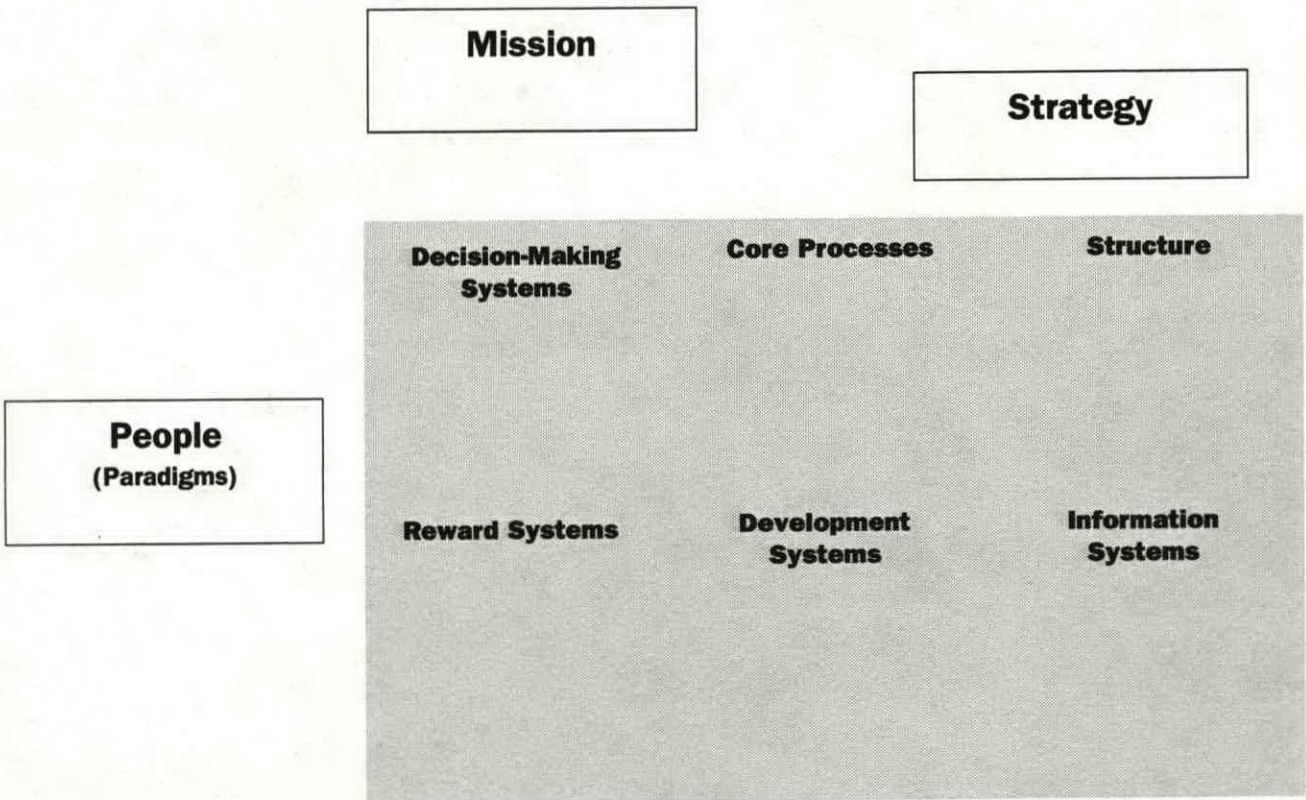 Mission
Strategy
Decision-Making
Systems
Core Processes
Structure
People
(Paradigms)
Reward Systems
Development
Systems
Information
Systems